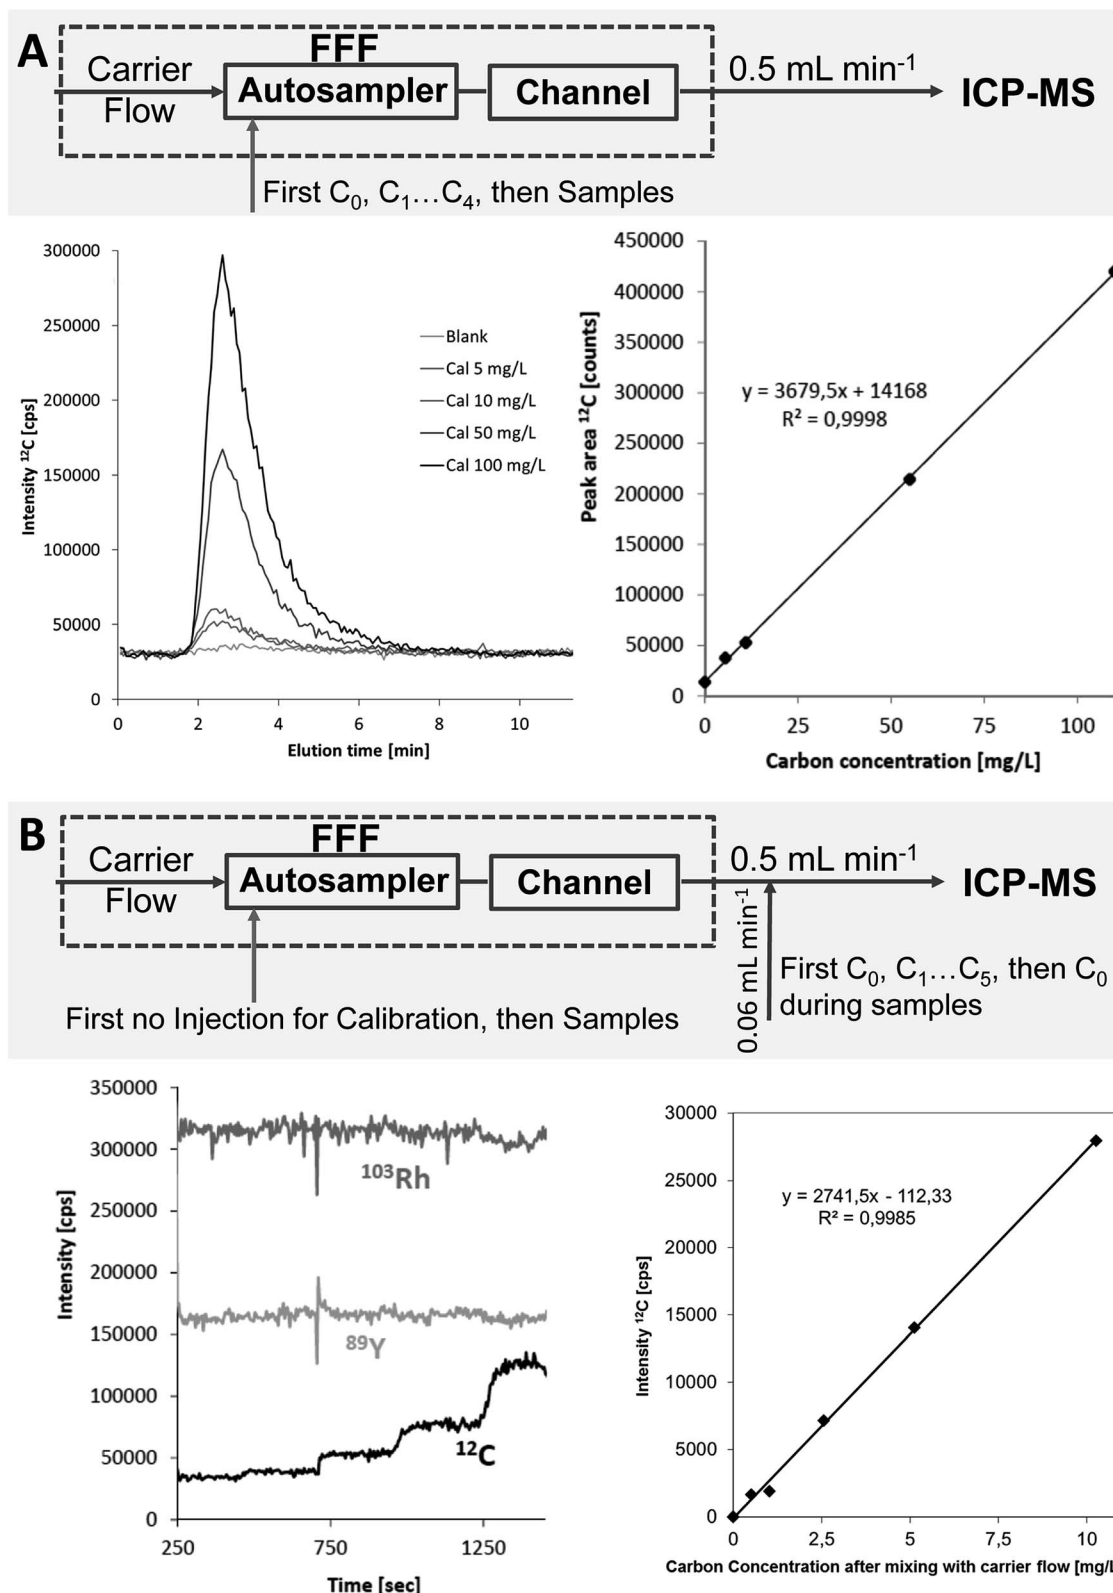 A
FFF
Carrier
Flow
Autosampler
Channel
0.5 mL min-1
ICP-MS
First C0, C1…C4, then Samples
300000
250000
200000
150000
100000
50000
0
Intensity 12C [cps]
0 2 4 6 8 10
Elution time [min]
Blank
Cal 5 mg/L
Cal 10 mg/L
Cal 50 mg/L
Cal 100 mg/L
450000
400000
350000
300000
250000
200000
150000
100000
50000
0
Peak area 12C [counts]
y = 3679,5x + 14168
R² = 0,9998
0 25 50 75 100
Carbon concentration [mg/L]
B
FFF
Carrier
Flow
Autosampler
Channel
0.5 mL min-1
ICP-MS
0.06 mL min-1
First C0, C1…C5, then C0
during samples
First no Injection for Calibration, then Samples
350000
300000
250000
200000
150000
100000
50000
0
Intensity [cps]
103Rh
89Y
12C
250 750 1250
Time [sec]
30000
25000
20000
15000
10000
5000
0
Intensity 12C [cps]
y = 2741,5x - 112,33
R² = 0,9985
0 2,5 5 7,5 10
Carbon Concentration after mixing with carrier flow [mg/L